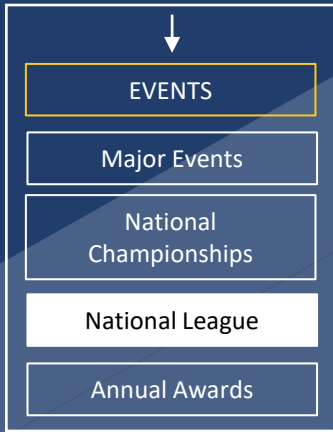 EVENTS
Major Events
National
Championships
National League
Annual Awards